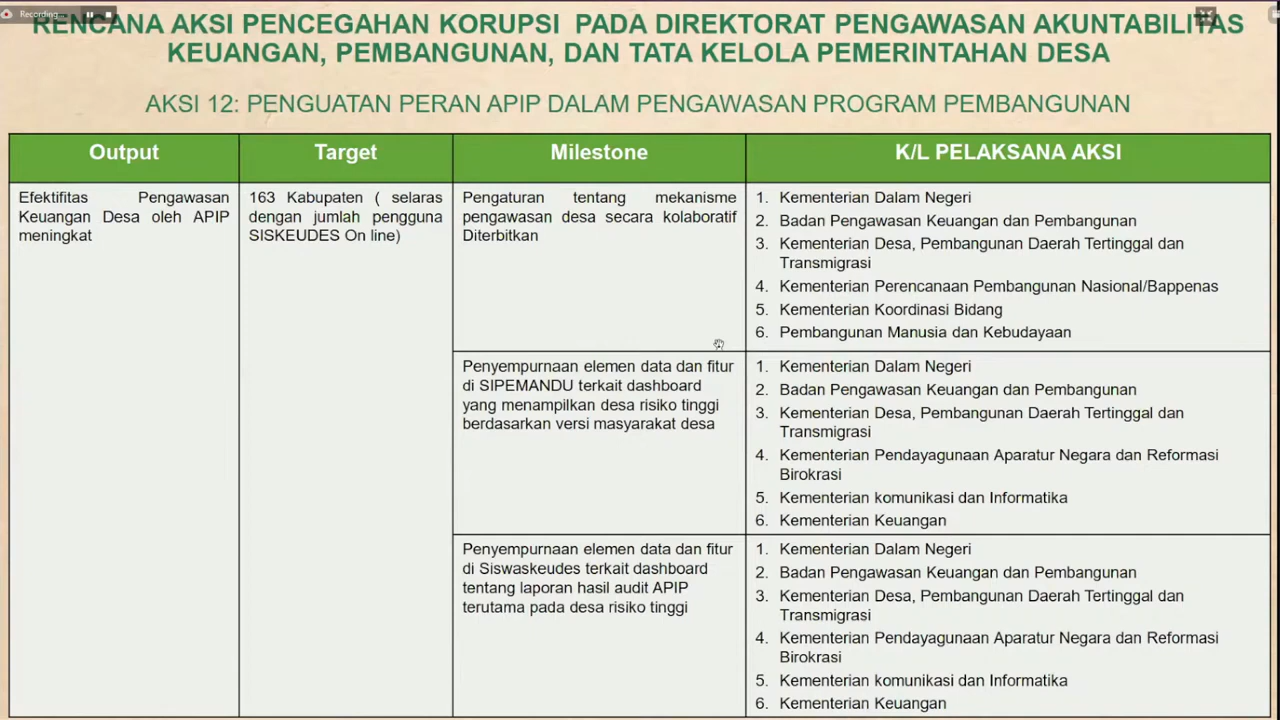 Recording...
RENCANA AKSI PENCEGAHAN KORUPSI PADA DIREKTORAT PENGAWASAN AKUNTABILITAS
KEUANGAN, PEMBANGUNAN, DAN TATA KELOLA PEMERINTAHAN DESA
AKSI 12: PENGUATAN PERAN APIP DALAM PENGAWASAN PROGRAM PEMBANGUNAN
Output
Target
Milestone
K/L PELAKSANA AKSI
Efektifitas Pengawasan
Keuangan Desa oleh APIP
meningkat
163 Kabupaten ( selaras
dengan jumlah pengguna
SISKEUDES On line)
Pengaturan tentang mekanisme
pengawasan desa secara kolaboratif
Diterbitkan
1. Kementerian Dalam Negeri
2. Badan Pengawasan Keuangan dan Pembangunan
3. Kementerian Desa, Pembangunan Daerah Tertinggal dan
Transmigrasi
4. Kementerian Perencanaan Pembangunan Nasional/Bappenas
5. Kementerian Koordinasi Bidang
6. Pembangunan Manusia dan Kebudayaan
Penyempurnaan elemen data dan fitur
di SIPEMANDU terkait dashboard
yang menampilkan desa risiko tinggi
berdasarkan versi masyarakat desa
1. Kementerian Dalam Negeri
2. Badan Pengawasan Keuangan dan Pembangunan
3. Kementerian Desa, Pembangunan Daerah Tertinggal dan
Transmigrasi
4. Kementerian Pendayagunaan Aparatur Negara dan Reformasi
Birokrasi
5. Kementerian komunikasi dan Informatika
6. Kementerian Keuangan
Penyempurnaan elemen data dan fitur
di Siswaskeudes terkait dashboard
tentang laporan hasil audit APIP
terutama pada desa risiko tinggi
1. Kementerian Dalam Negeri
2. Badan Pengawasan Keuangan dan Pembangunan
3. Kementerian Desa, Pembangunan Daerah Tertinggal dan
Transmigrasi
4. Kementerian Pendayagunaan Aparatur Negara dan Reformasi
Birokrasi
5. Kementerian komunikasi dan Informatika
6. Kementerian Keuangan